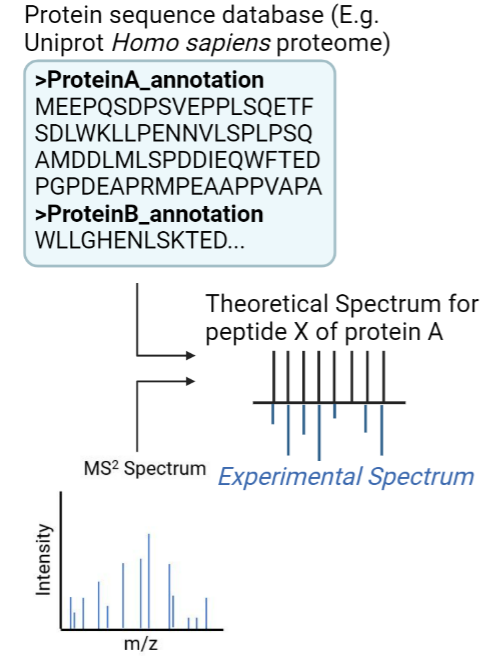 Protein sequence database (E.g.
Uniprot Homo sapiens proteome)
>ProteinA_annotation
MEEPQSDPSVEPPLSQETF
SDLWKLLPENNVLSPLPSQ
AMDDLMLSPDDIEQWFTED
PGPDEAPRMPEAAPPVAPA
>ProteinB_annotation
WLLGHENLSKTED...
Theoretical Spectrum for
peptide X of protein A
MS² Spectrum
Experimental Spectrum
Intensity
m/z